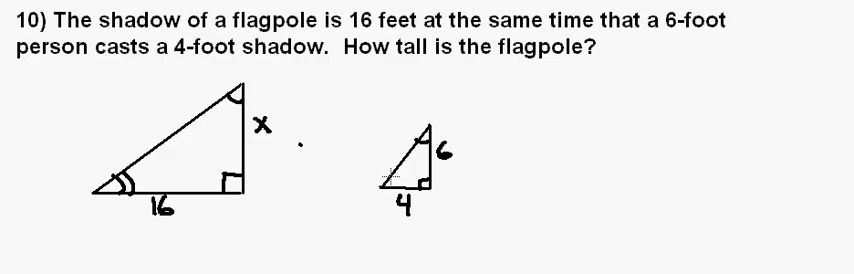 10) The shadow of a flagpole is 16 feet at the same time that a 6-foot
person casts a 4-foot shadow.  How tall is the flagpole?
x
6
16
4